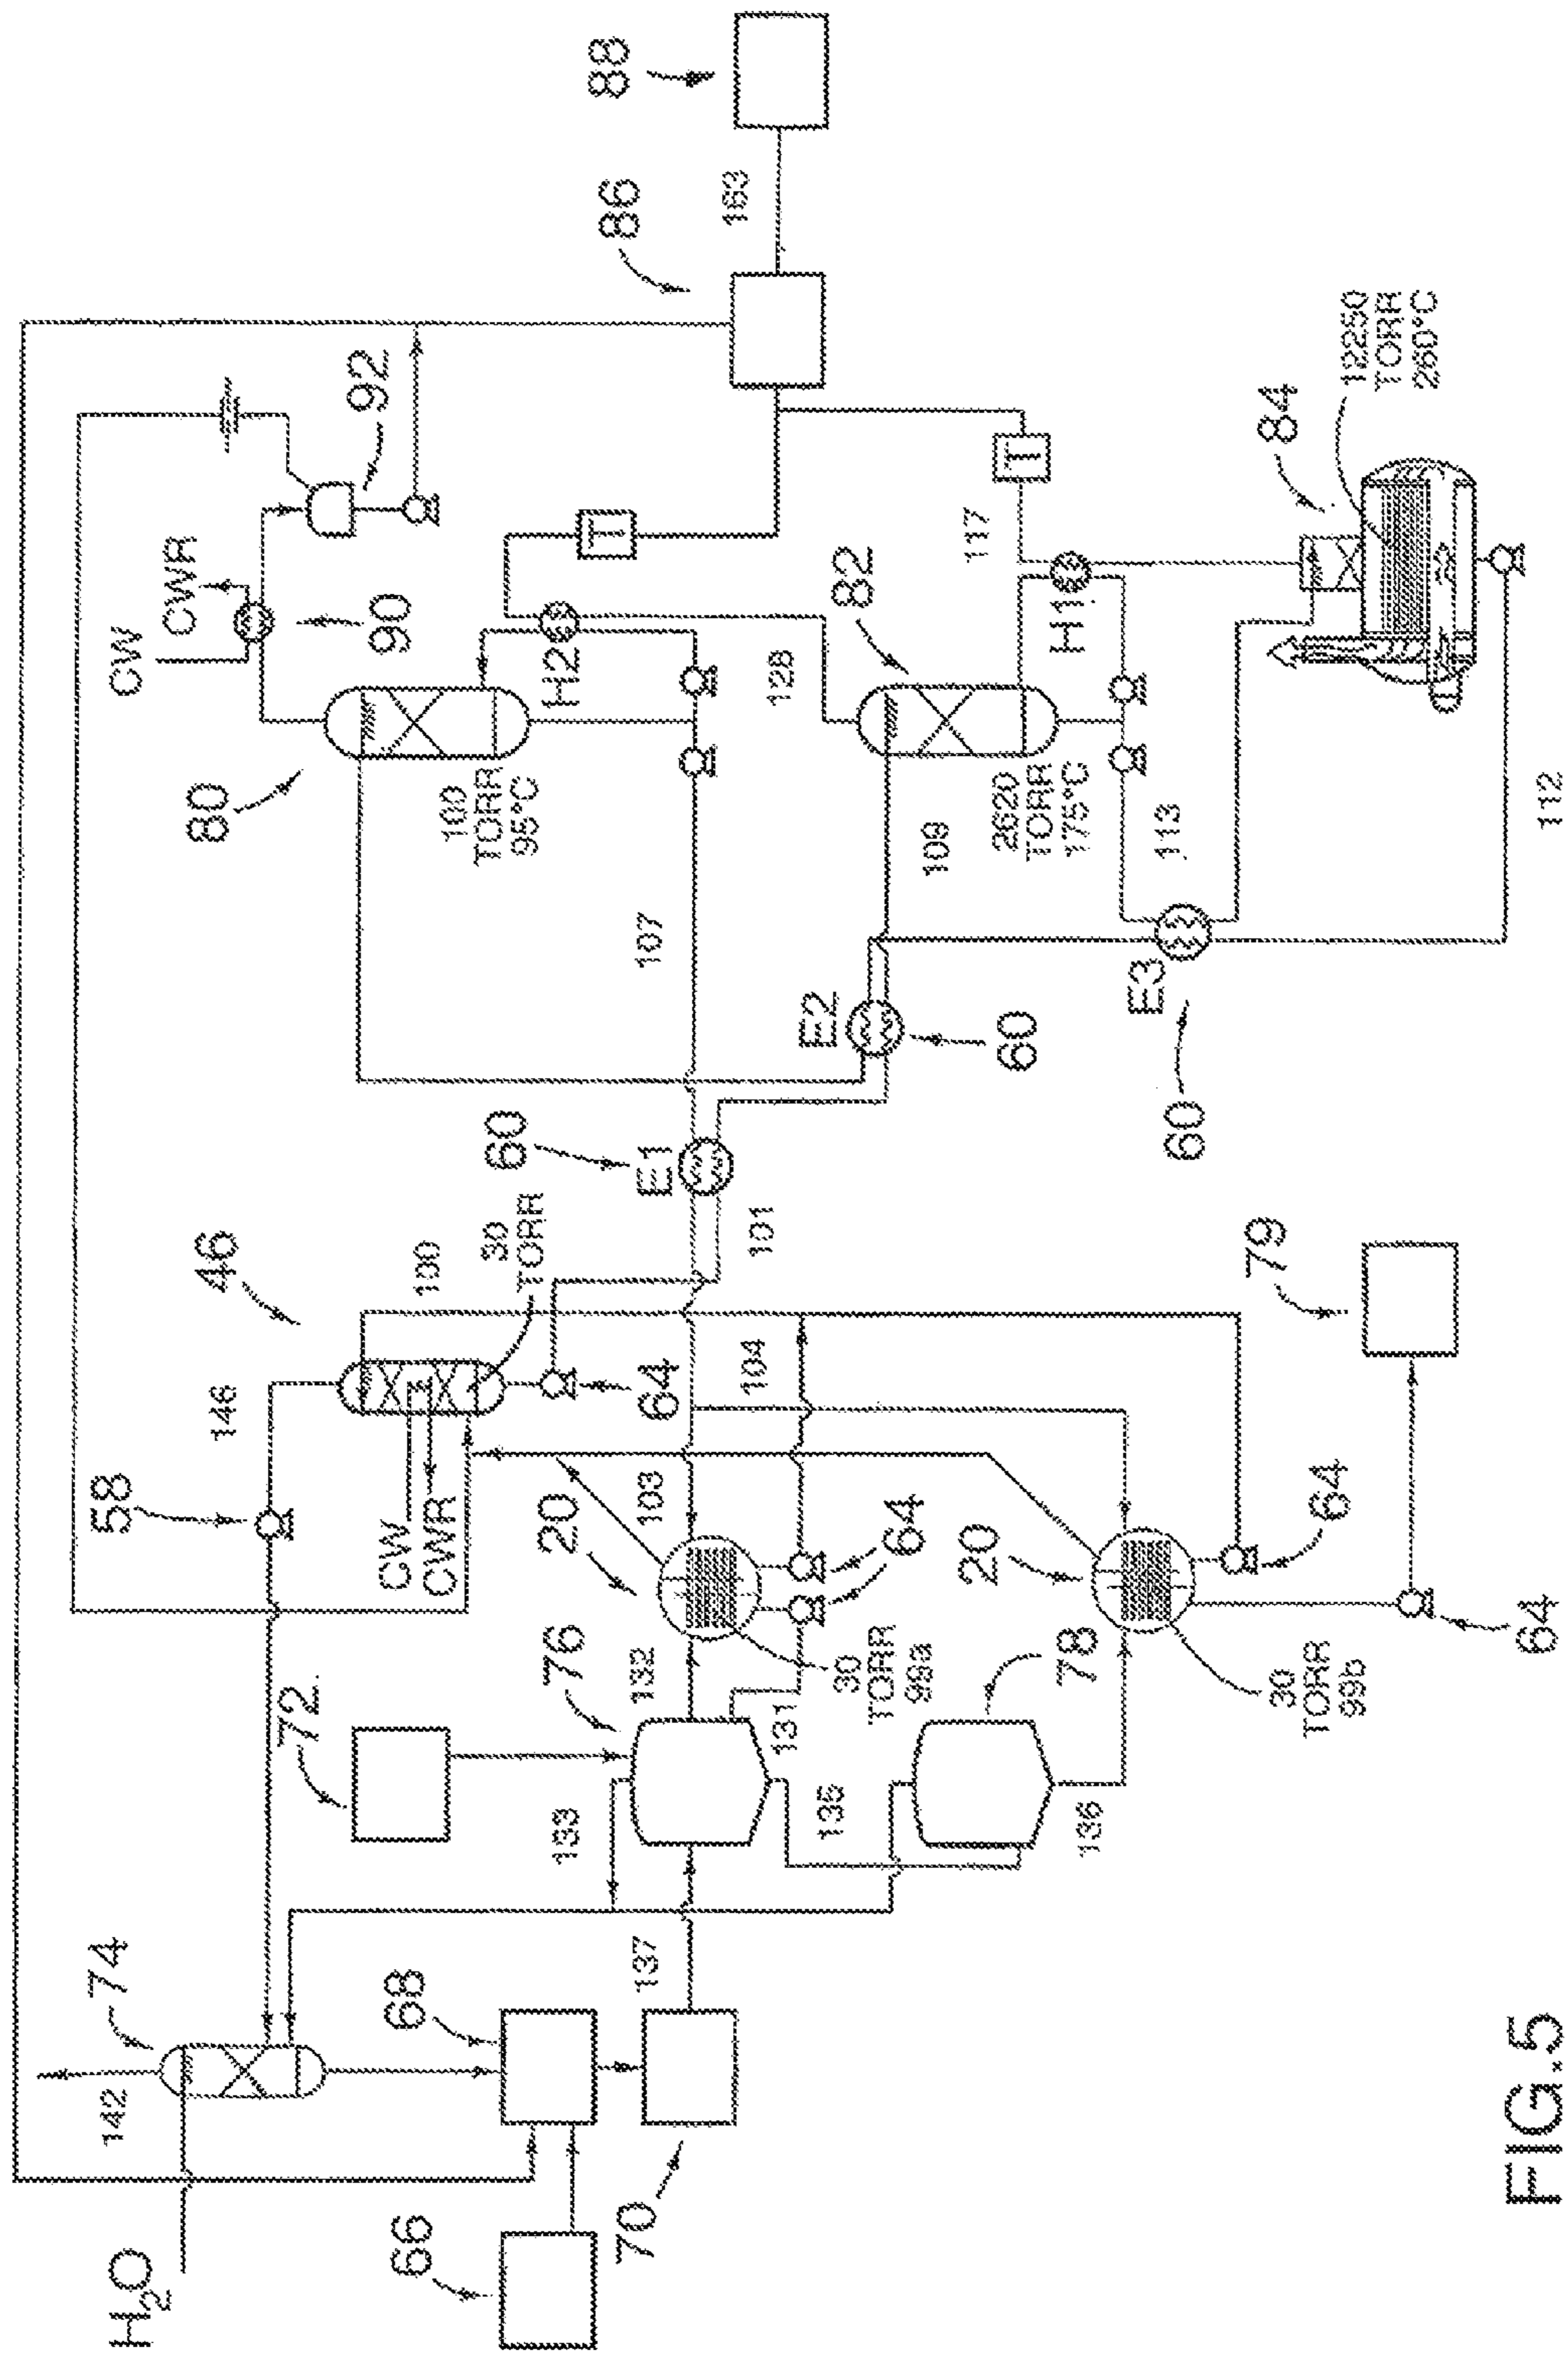 H₂O
142
74
58
CW
CWR
146
46
80
72
66
68
CW
CWR
100
30
TORR
100
TORR
95°C
90
92
133
76
20
60
H2
T
86
88
70
137
132
103
64
E1
107
104
101
128
163
131
135
30
TORR
99a
64
E2
82
109
117
T
20
60
2620
TORR
175°C
H1
136
78
E3
113
60
84
79
30
TORR
99b
64
12250
TORR
260°C
64
112
FIG.5